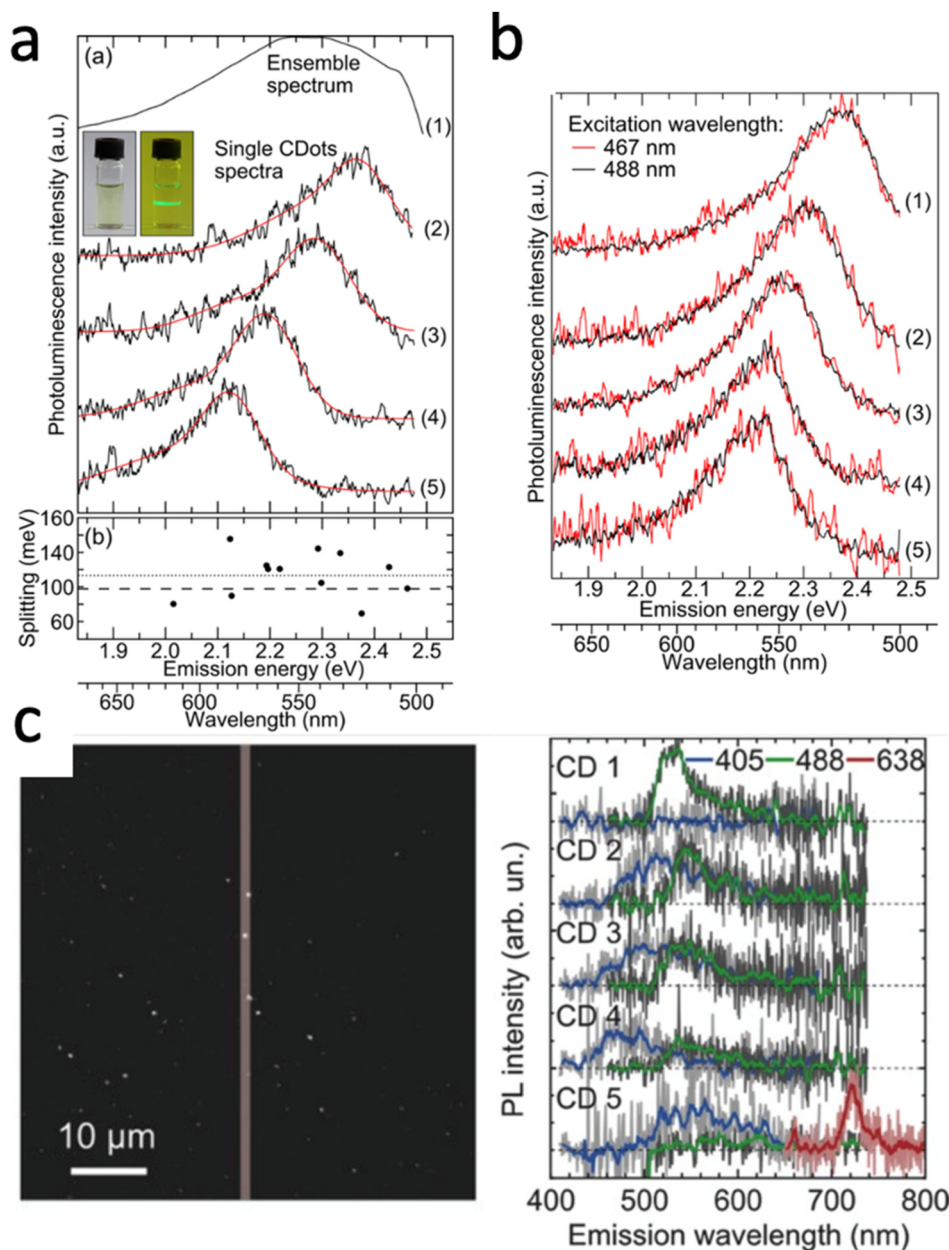 a
(a)
Ensemble
spectrum
(1)
Single CDots
spectra
(2)
(3)
(4)
(5)
Photoluminescence intensity (a.u.)
(b)
160
140
100
60
Splitting (meV)
1.9 2.0 2.1 2.2 2.3 2.4 2.5
Emission energy (eV)
650 600 550 500
Wavelength (nm)
b
Excitation wavelength:
467 nm
488 nm
(1)
(2)
(3)
(4)
(5)
Photoluminescence intensity (a.u.)
1.9 2.0 2.1 2.2 2.3 2.4 2.5
Emission energy (eV)
650 600 550 500
Wavelength (nm)
c
10 µm
CD 1
405 488 638
CD 2
CD 3
CD 4
CD 5
PL intensity (arb. un.)
400 500 600 700 800
Emission wavelength (nm)